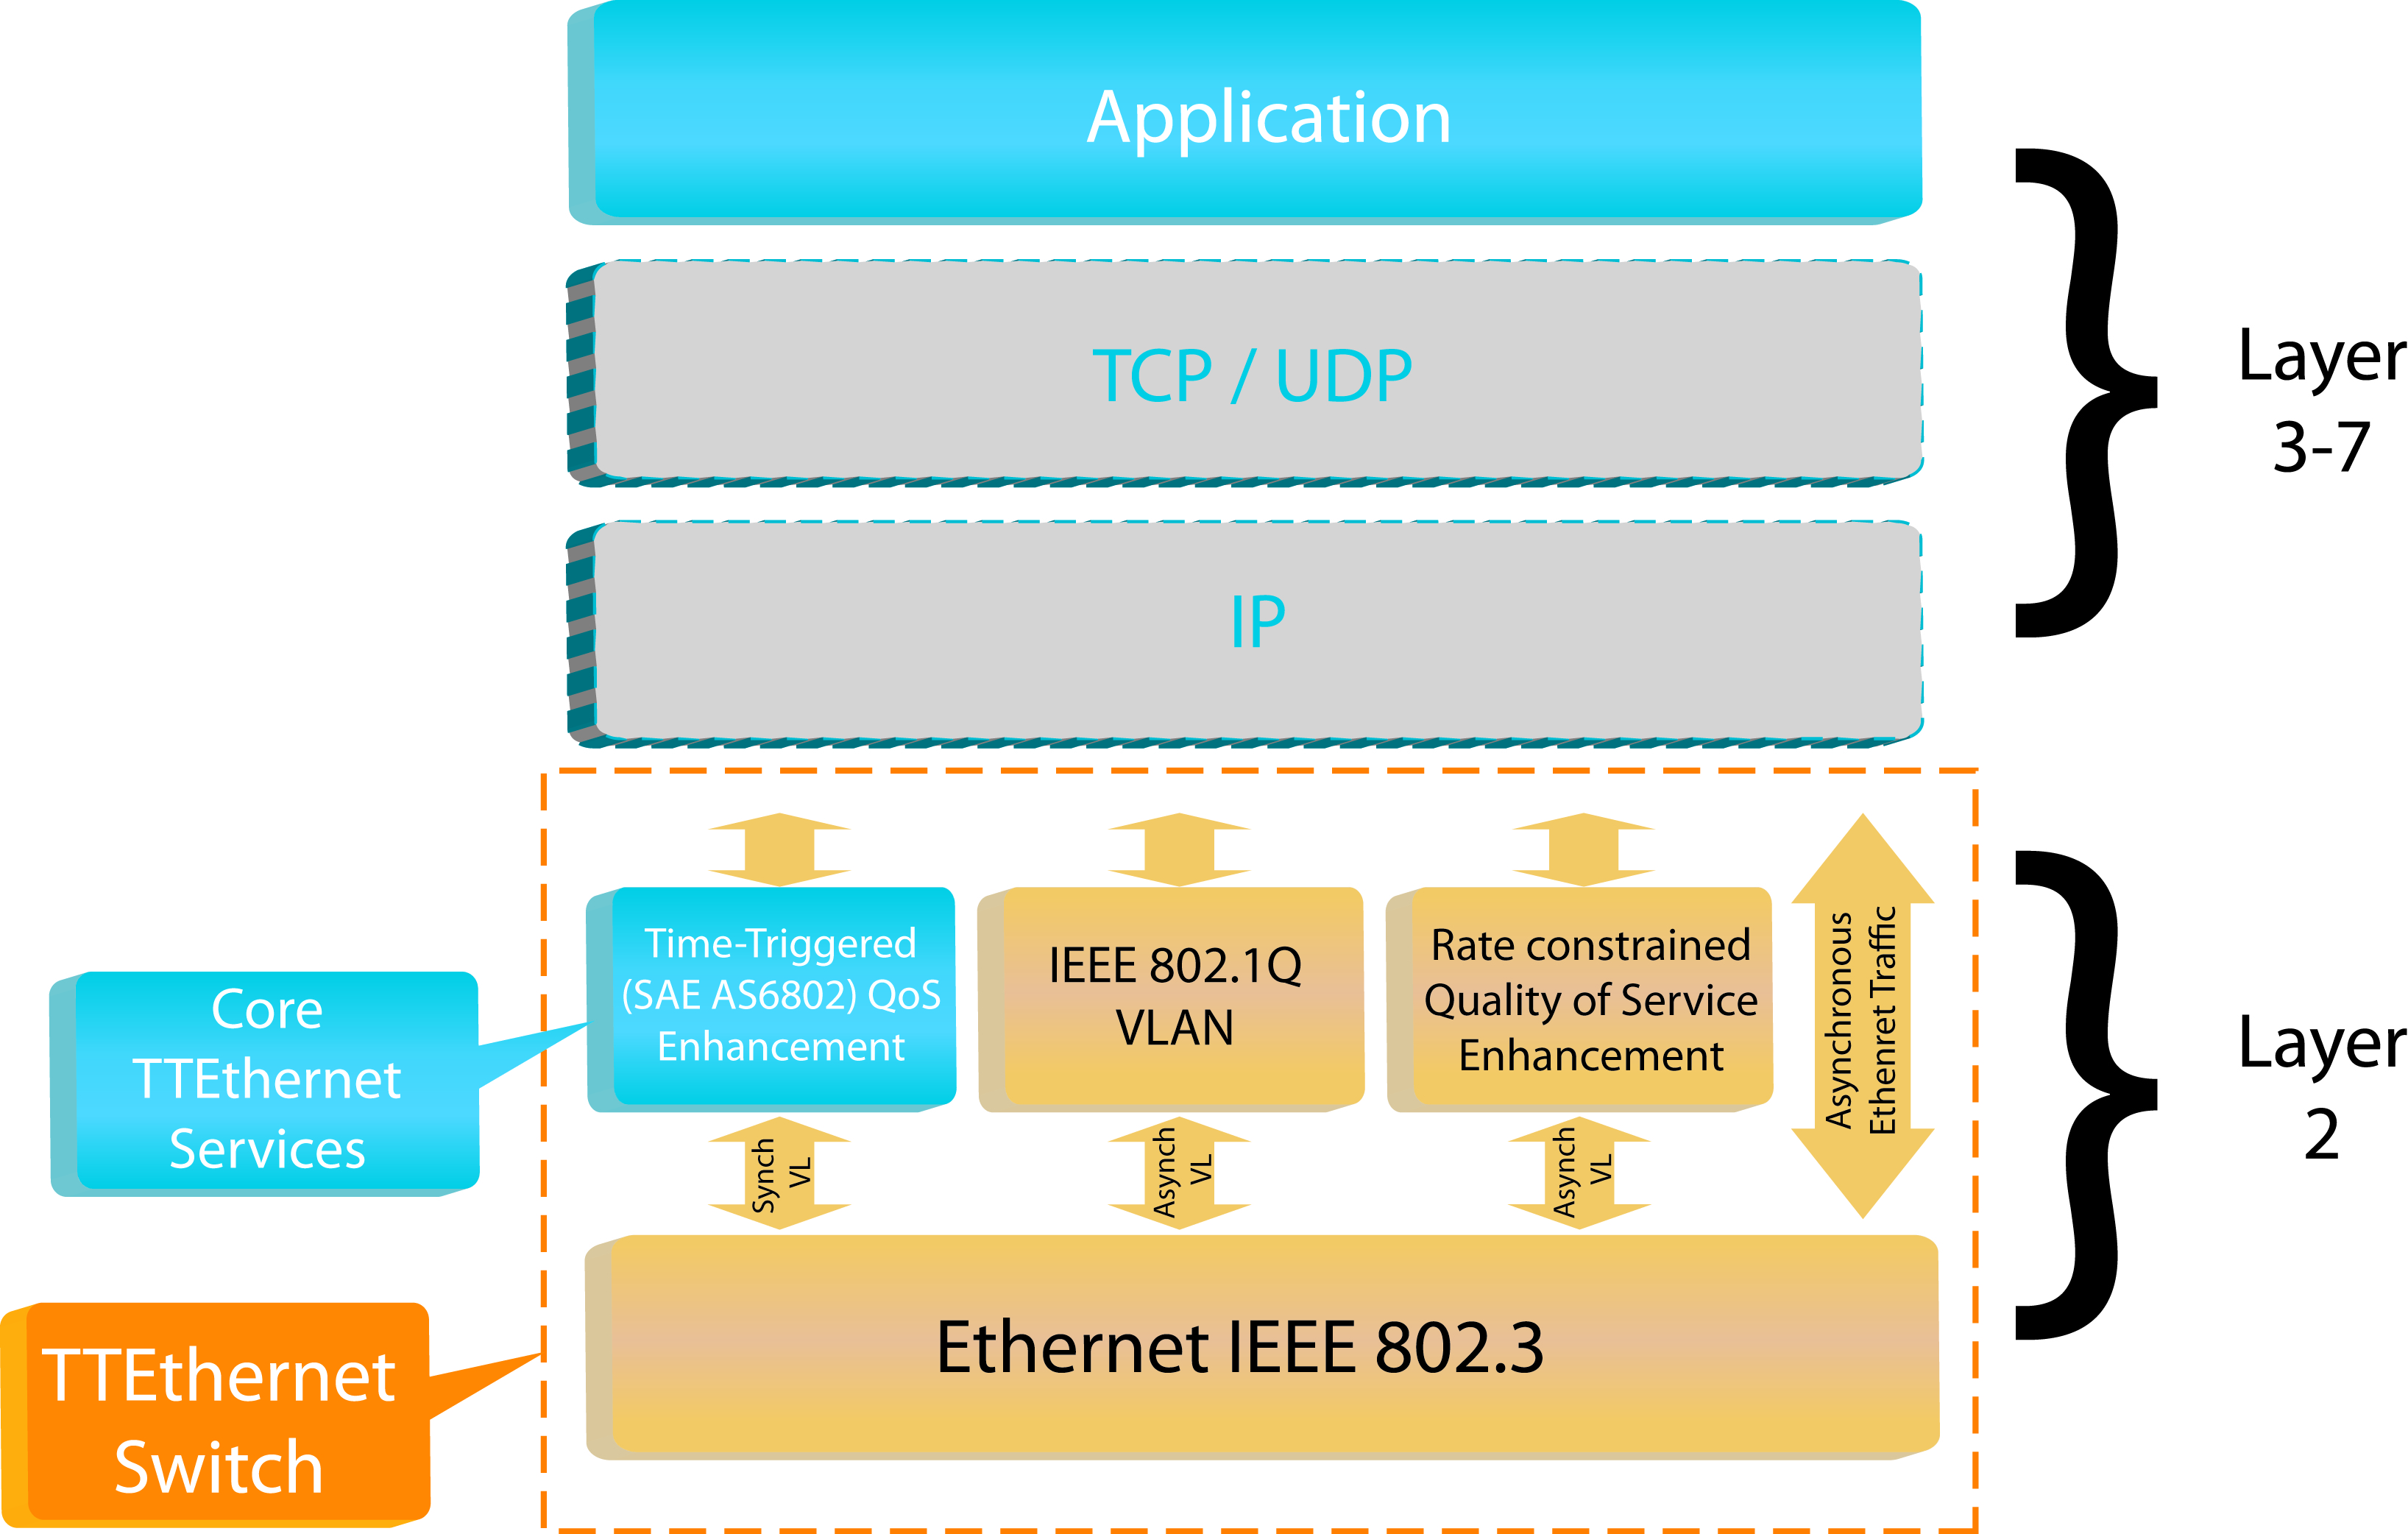 Application
TCP / UDP
IP
Layer
3-7
Time-Triggered
(SAE AS6802) QoS
Enhancement
IEEE 802.1Q
VLAN
Rate constrained
Quality of Service
Enhancement
Asynchronous
Ethenret Traffic
Core
TTEthernet
Services
Synch
VL
Asynch
VL
Asynch
VL
Layer
2
Ethernet IEEE 802.3
TTEthernet
Switch